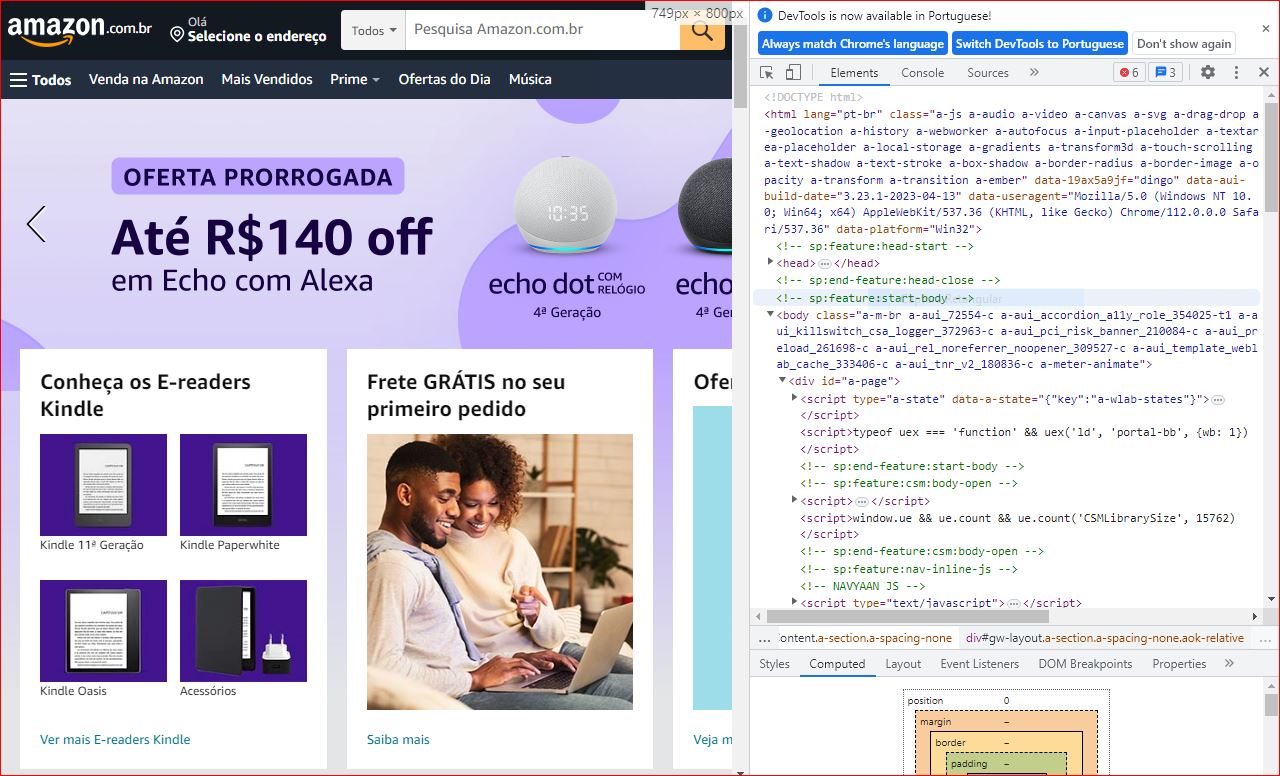 amazon.com.br
Olá
Selecione o endereço
Todos
Pesquisa Amazon.com.br
749px × 800px
Todos
Venda na Amazon
Mais Vendidos
Prime
Ofertas do Dia
Música
OFERTA PRORROGADA
Até R$140 off
em Echo com Alexa
10:35
echo dot COM RELÓGIO
4ª Geração
echo
4ª Ge
Conheça os E-readers
Kindle
Kindle 11ª Geração
Kindle Paperwhite
Kindle Oasis
Acessórios
Ver mais E-readers Kindle
Frete GRÁTIS no seu
primeiro pedido
Saiba mais
Ofer
Veja m
DevTools is now available in Portuguese!
Always match Chrome's language
Switch DevTools to Portuguese
Don't show again
Elements
Console
Sources
6
3
<!DOCTYPE html>
<html lang="pt-br" class="a-js a-audio a-video a-canvas a-svg a-drag-drop a
-geolocation a-history a-webworker a-autofocus a-input-placeholder a-textar
ea-placeholder a-local-storage a-gradients a-transform3d a-touch-scrolling
a-text-shadow a-text-stroke a-box-shadow a-border-radius a-border-image a-o
pacity a-transform a-transition a-ember" data-19ax5a9jf="dingo" data-aui-
build-date="3.23.1-2023-04-13" data-useragent="Mozilla/5.0 (Windows NT 10.
0; Win64; x64) AppleWebKit/537.36 (KHTML, like Gecko) Chrome/112.0.0.0 Safa
ri/537.36" data-platform="Win32">
<!-- sp:feature:head-start -->
<head>…</head>
<!-- sp:end-feature:head-close -->
<!-- sp:feature:start-body -->
<body class="a-m-br a-aui_72554-c a-aui_accordion_a11y_role_354025-t1 a-a
ui_killswitch_csa_logger_372963-c a-aui_pci_risk_banner_210084-c a-aui_pr
eload_261698-c a-aui_rel_noreferrer_noopener_309527-c a-aui_template_webl
ab_cache_333406-c a-aui_tnr_v2_180836-c a-meter-animate">
<div id="a-page">
<script type="a-state" data-a-state="{"key":"a-wlab-states"}">…
</script>
<script>typeof uex === 'function' && uex('ld', 'portal-bb', {wb: 1})
</script>
<!-- sp:end-feature:start-body -->
<!-- sp:feature:csm:body-open -->
<script>…</script>
<script>window.ue && ue.count && ue.count('CSMLibrarySize', 15762)
</script>
<!-- sp:end-feature:csm:body-open -->
<!-- sp:feature:nav-inline-js -->
<!-- NAVYAAN JS -->
<script type="text/javascript">…</script>
a-section.a-spacing-none
#gw-layout.a-section.a-spacing-none.aok-relative
Styles
Computed
Layout
Event Listeners
DOM Breakpoints
Properties
position
0
margin
–
border
–
padding
–